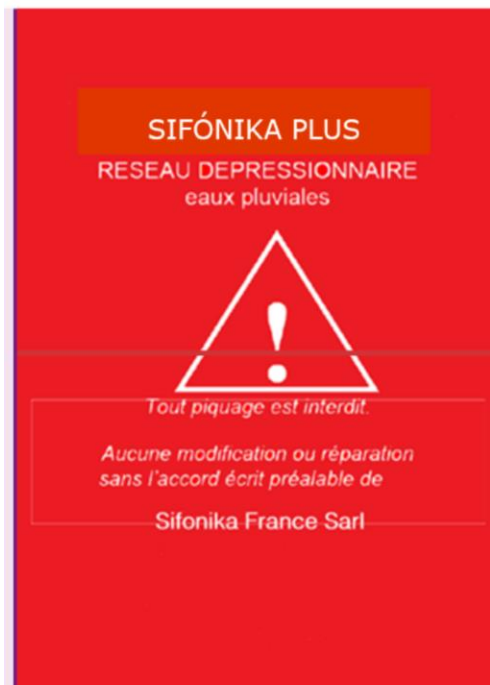 SIFÓNIKA PLUS
RESEAU DEPRESSIONNAIRE
eaux pluviales
!
Tout piquage est interdit.
Aucune modification ou réparation
sans l'accord écrit préalable de
Sifonika France Sarl